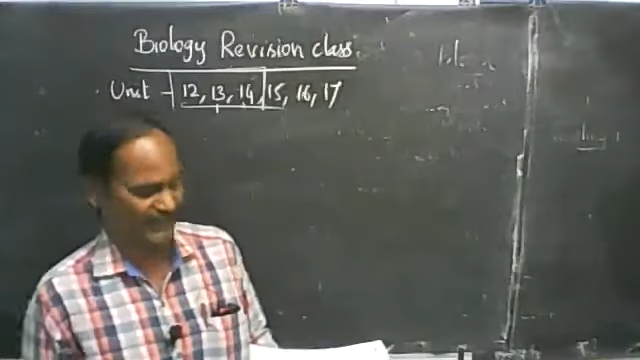 Biology Revision class
Unit - 12, 13, 14, 15, 16, 17